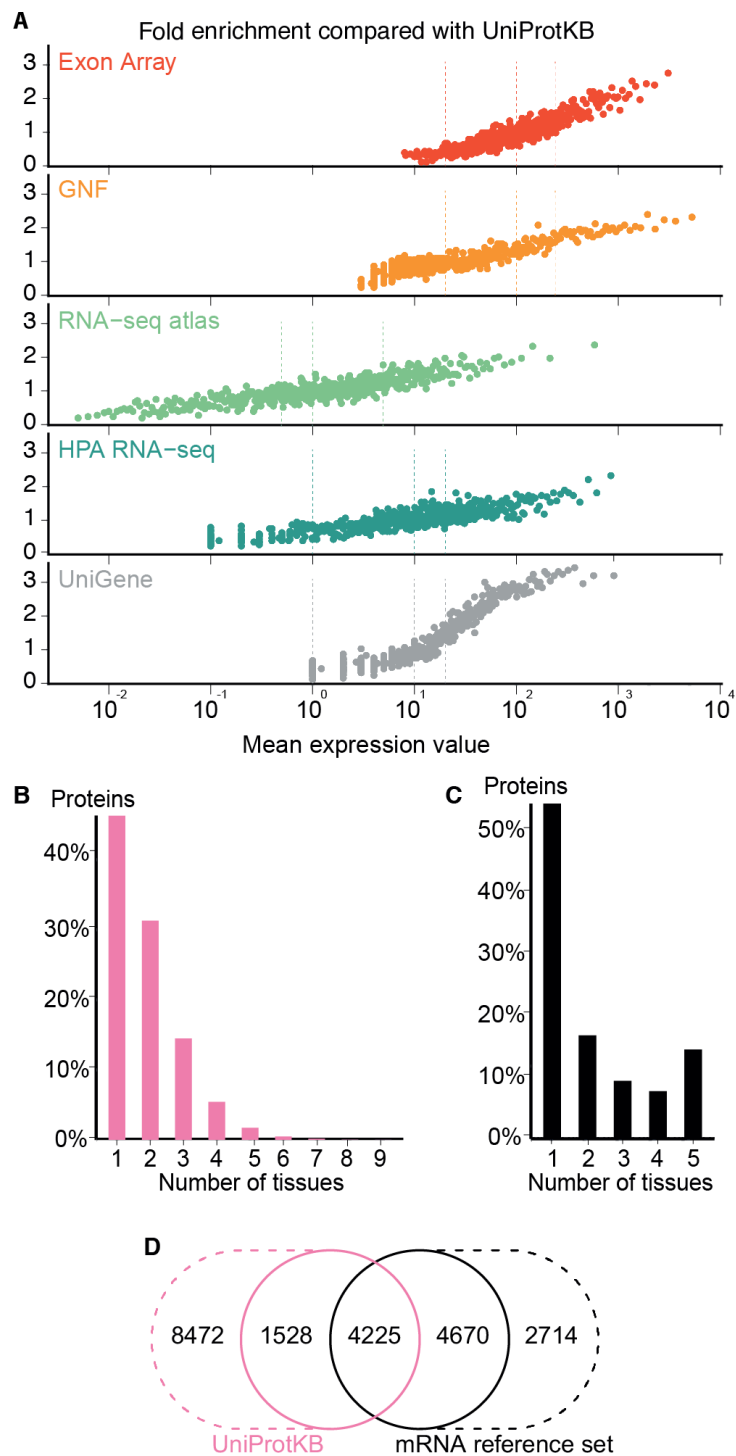 A
Fold enrichment compared with UniProtKB
Exon Array
3
2
1
0
GNF
3
2
1
0
RNA−seq atlas
3
2
1
0
HPA RNA−seq
3
2
1
0
UniGene
3
2
1
0
10-2 10-1 100 101 102 103 104
Mean expression value
B Proteins
40%
30%
20%
10%
0%
1 2 3 4 5 6 7 8 9
Number of tissues
C Proteins
50%
40%
30%
20%
10%
0%
1 2 3 4 5
Number of tissues
D
8472 1528 4225 4670 2714
UniProtKB mRNA reference set